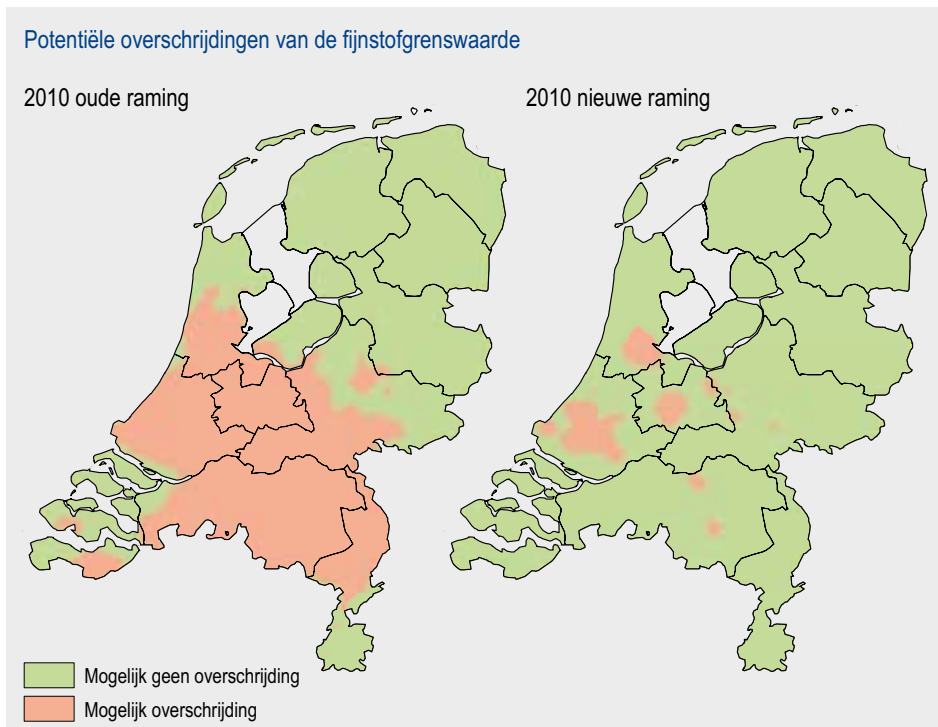 Potentiële overschrijdingen van de fijnstofgrenswaarde
2010 oude raming
2010 nieuwe raming
Mogelijk geen overschrijding
Mogelijk overschrijding